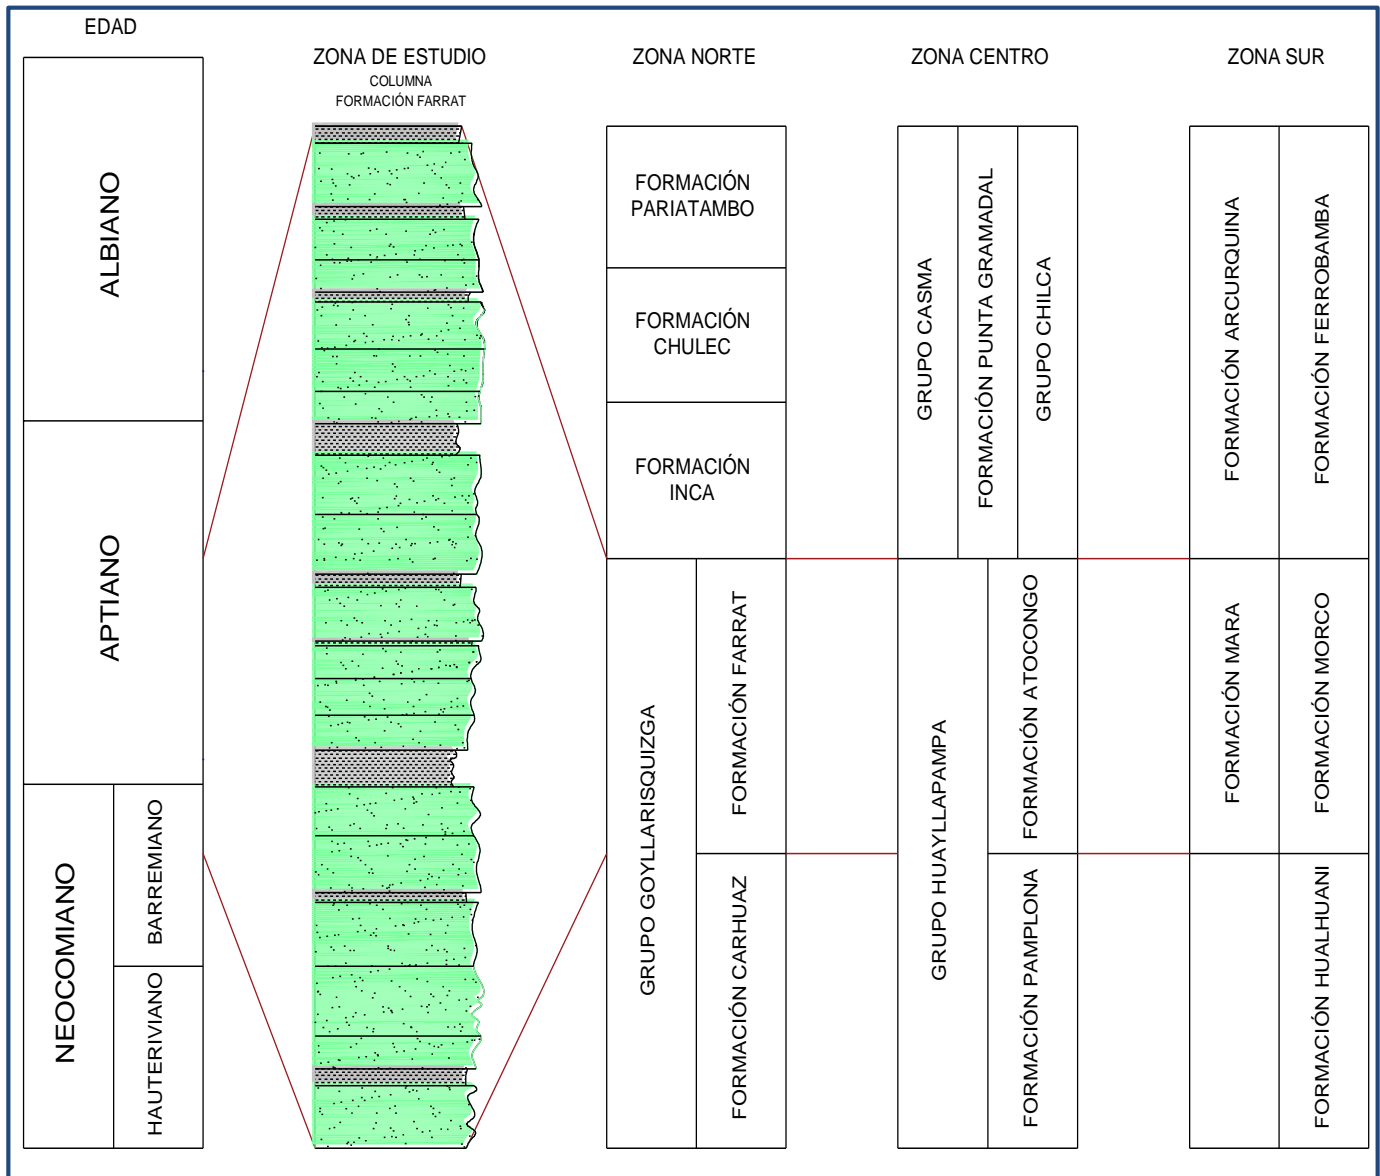 EDAD
ZONA DE ESTUDIO
COLUMNA
FORMACIÓN FARRAT
ZONA NORTE
ZONA CENTRO
ZONA SUR
ALBIANO
APTIANO
NEOCOMIANO
BARREMIANO
HAUTERIVIANO
FORMACIÓN
PARIATAMBO
FORMACIÓN
CHULEC
FORMACIÓN
INCA
GRUPO GOYLLARISQUIZGA
FORMACIÓN FARRAT
FORMACIÓN CARHUAZ
GRUPO CASMA
FORMACIÓN PUNTA GRAMADAL
GRUPO CHILCA
GRUPO HUAYLLAPAMPA
FORMACIÓN ATOCONGO
FORMACIÓN PAMPLONA
FORMACIÓN ARCURQUINA
FORMACIÓN FERROBAMBA
FORMACIÓN MARA
FORMACIÓN MORCO
FORMACIÓN HUALHUANI